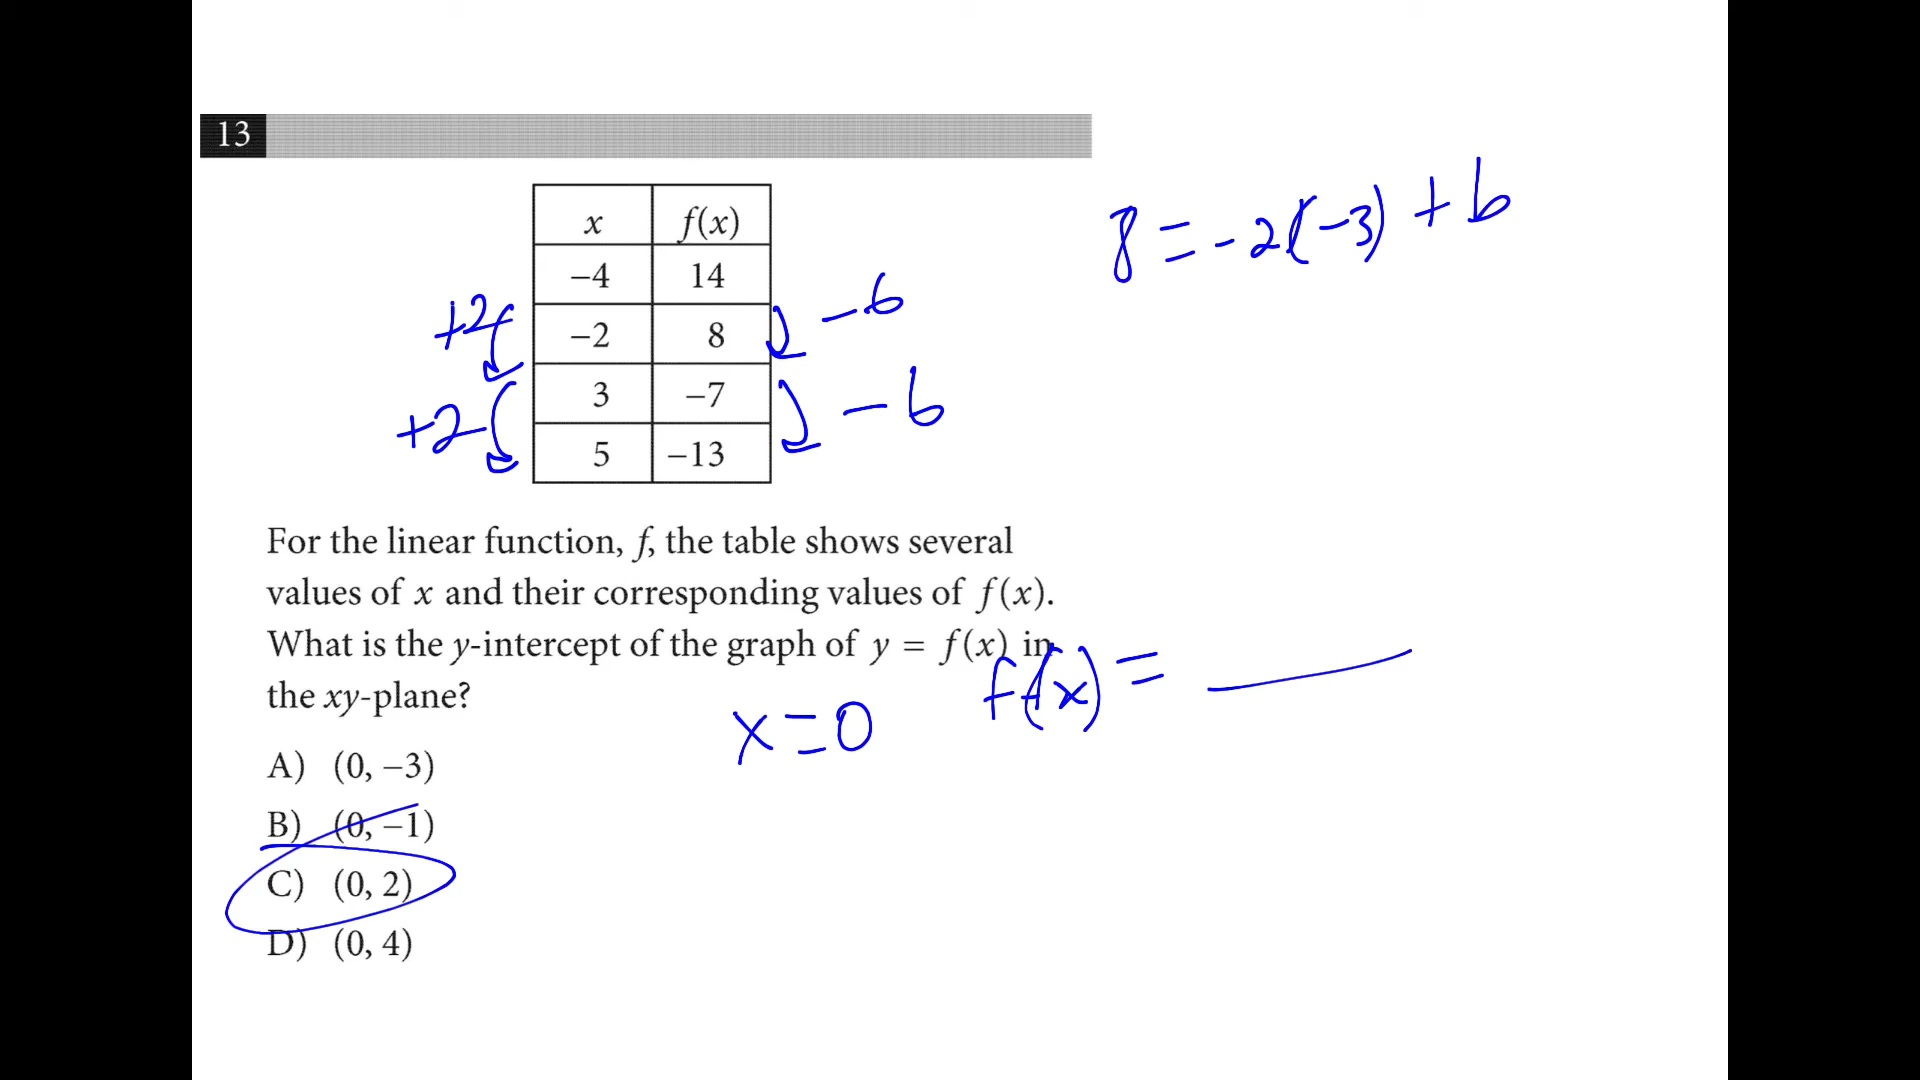 13
x f(x)
−4 14
−2 8
3 −7
5 −13
+2
+2
−6
−6
8 = -2(-3) + b
For the linear function, f, the table shows several
values of x and their corresponding values of f(x).
What is the y-intercept of the graph of y = f(x) in
the xy-plane?
x = 0
f(x) =
A) (0, −3)
B) (0, −1)
C) (0, 2)
D) (0, 4)